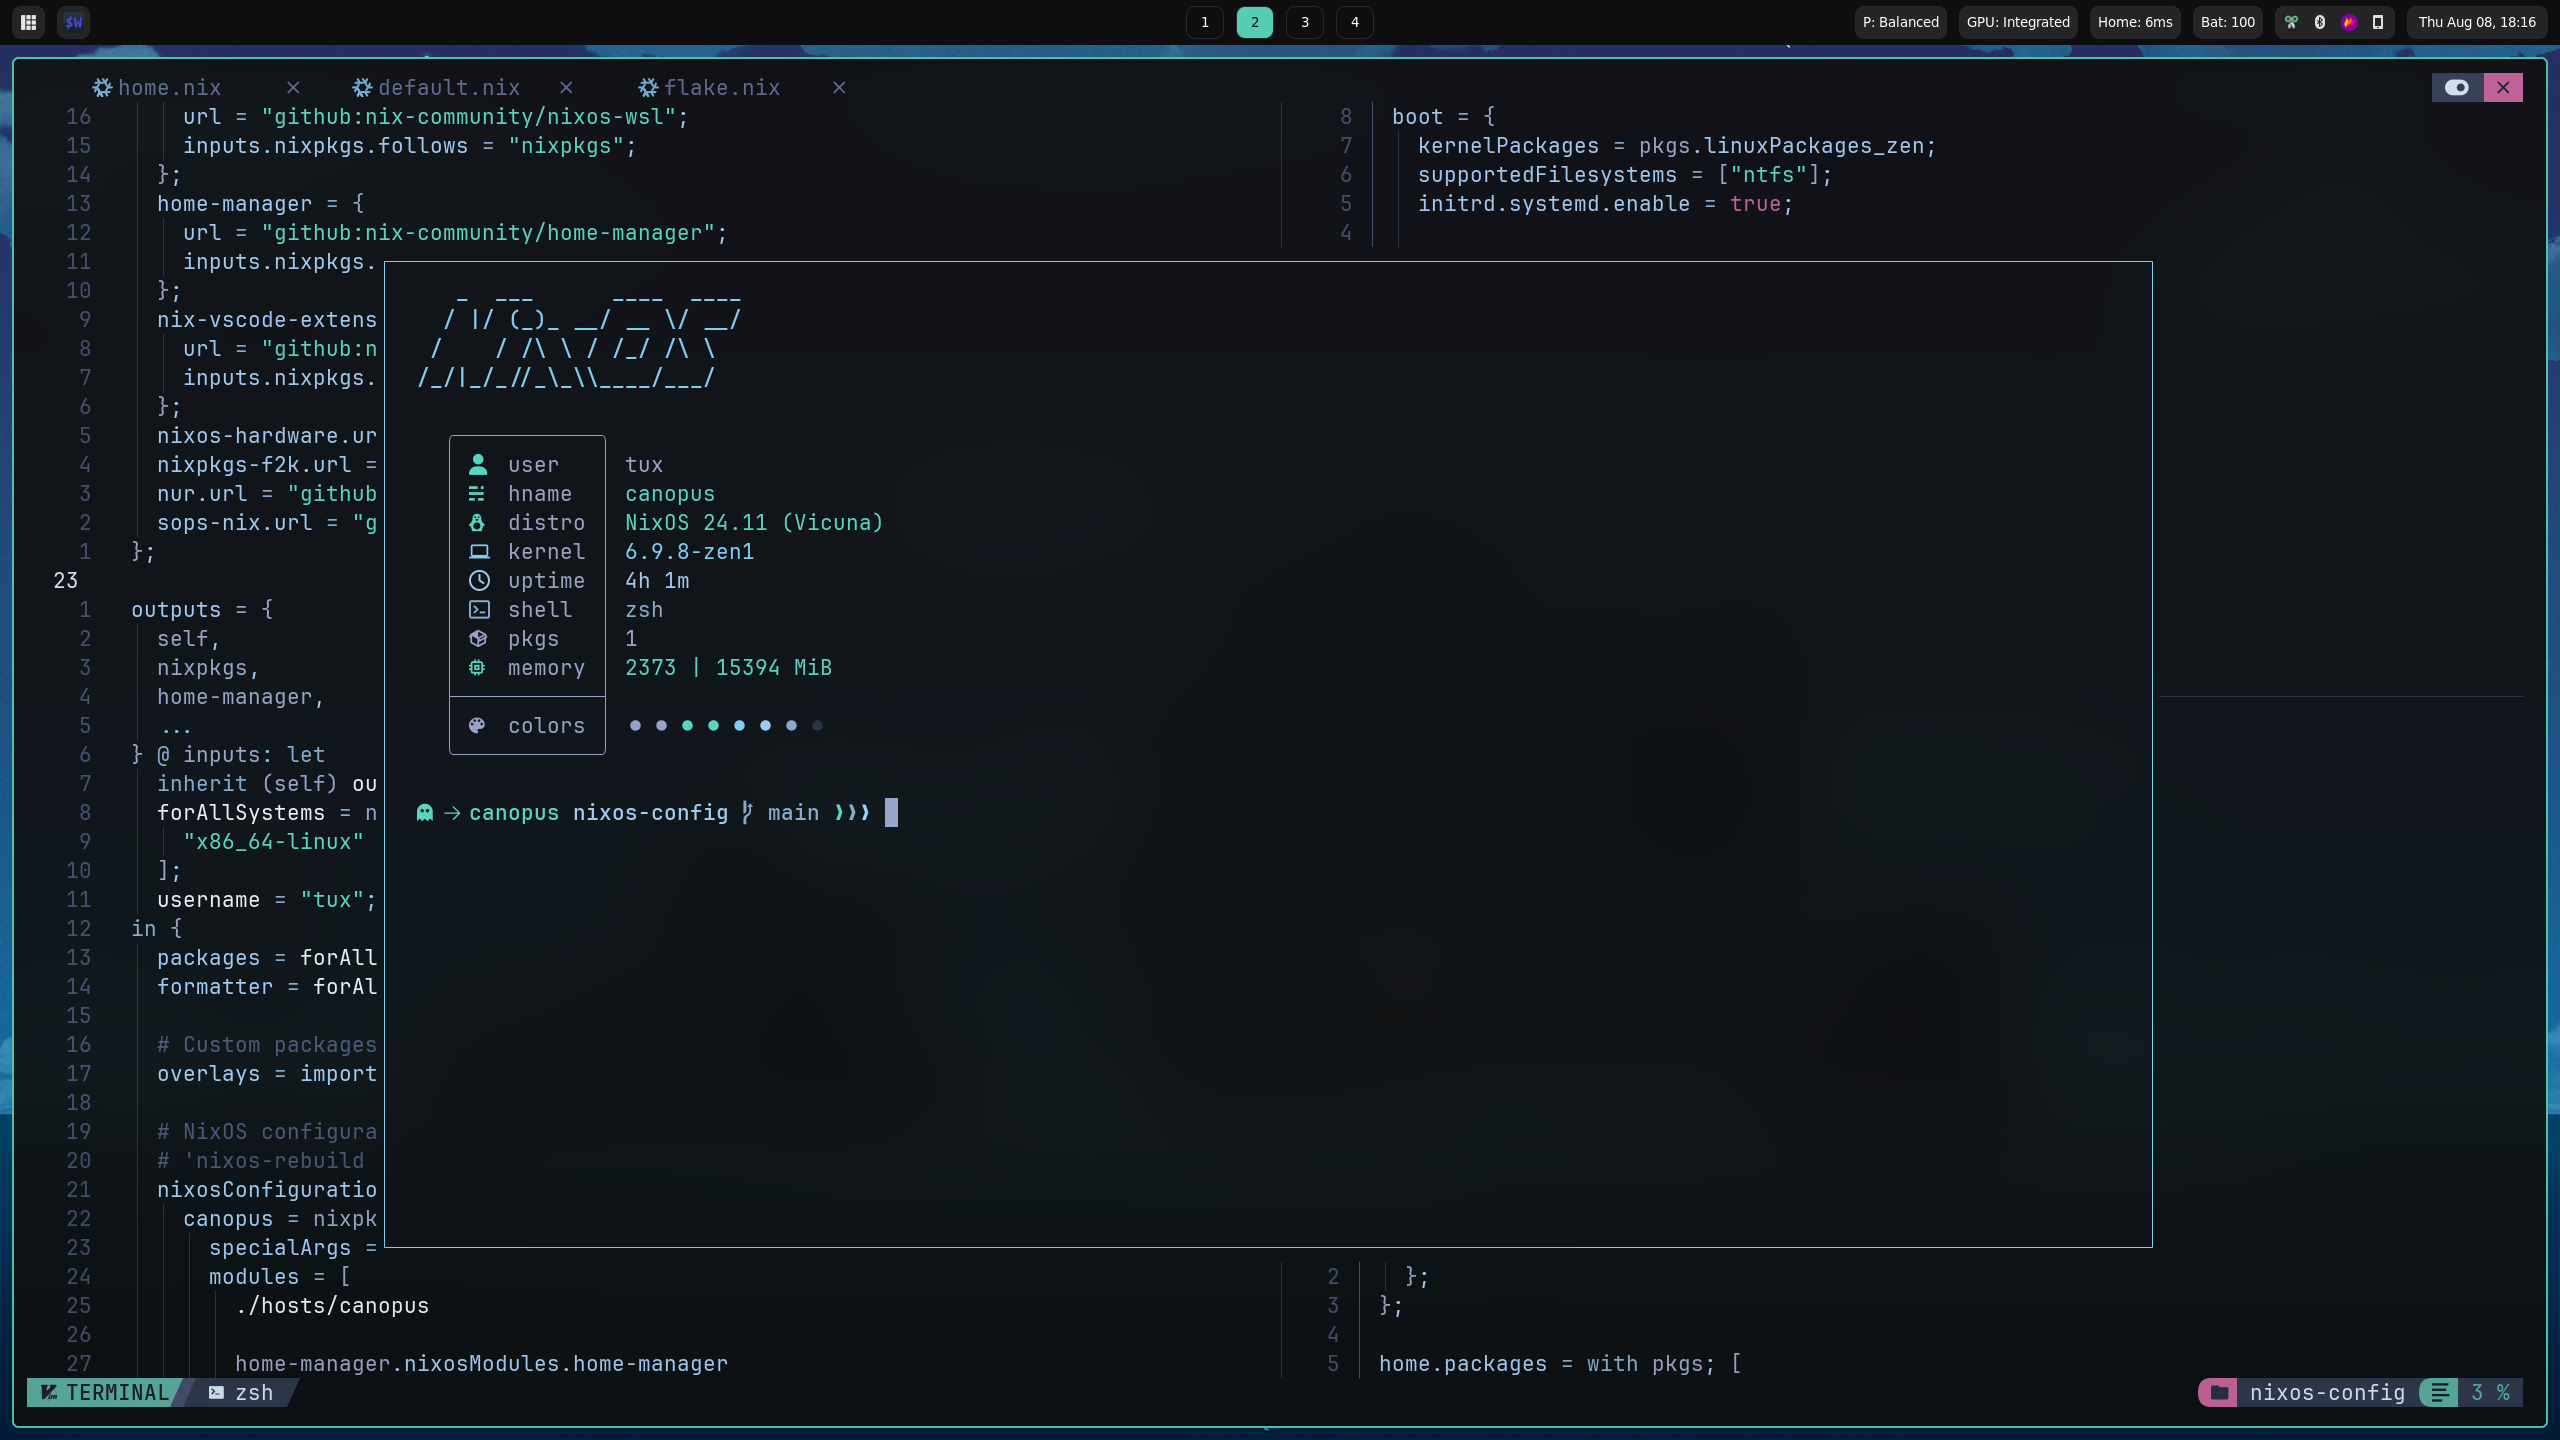 $W
1 2 3 4
P: Balanced GPU: Integrated Home: 6ms Bat: 100 Thu Aug 08, 18:16
home.nix default.nix flake.nix
16 url = "github:nix-community/nixos-wsl";
15 inputs.nixpkgs.follows = "nixpkgs";
14 };
13 home-manager = {
12 url = "github:nix-community/home-manager";
11 inputs.nixpkgs.
10 };
9 nix-vscode-extens
8 url = "github:n
7 inputs.nixpkgs.
6 };
5 nixos-hardware.ur
4 nixpkgs-f2k.url =
3 nur.url = "github
2 sops-nix.url = "g
1 };
23
1 outputs = {
2 self,
3 nixpkgs,
4 home-manager,
5 ...
6 } @ inputs: let
7 inherit (self) ou
8 forAllSystems = n
9 "x86_64-linux"
10 ];
11 username = "tux";
12 in {
13 packages = forAll
14 formatter = forAl
15
16 # Custom packages
17 overlays = import
18
19 # NixOS configura
20 # 'nixos-rebuild
21 nixosConfiguratio
22 canopus = nixpk
23 specialArgs =
24 modules = [
25 ./hosts/canopus
26
27 home-manager.nixosModules.home-manager
8 boot = {
7 kernelPackages = pkgs.linuxPackages_zen;
6 supportedFilesystems = ["ntfs"];
5 initrd.systemd.enable = true;
4
   _  ___      ____  ____
  / |/ (_)_ __/ __ \/ __/
 /    / /\ \ / /_/ /\ \
/_/|_/_//_\_\\____/___/
user tux
hname canopus
distro NixOS 24.11 (Vicuna)
kernel 6.9.8-zen1
uptime 4h 1m
shell zsh
pkgs 1
memory 2373 | 15394 MiB
colors
→ canopus nixos-config main ❯❯❯
2 };
3 };
4
5 home.packages = with pkgs; [
TERMINAL zsh
nixos-config 3 %